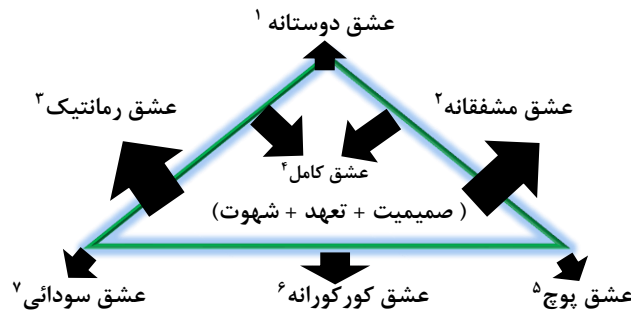 عشق دوستانه ۱
عشق رمانتیک ۳
عشق مشفقانه ۲
عشق کامل ۴
( صمیمیت + تعهد + شهوت)
عشق پوچ ۵
عشق کورکورانه ۶
عشق سودائی ۷